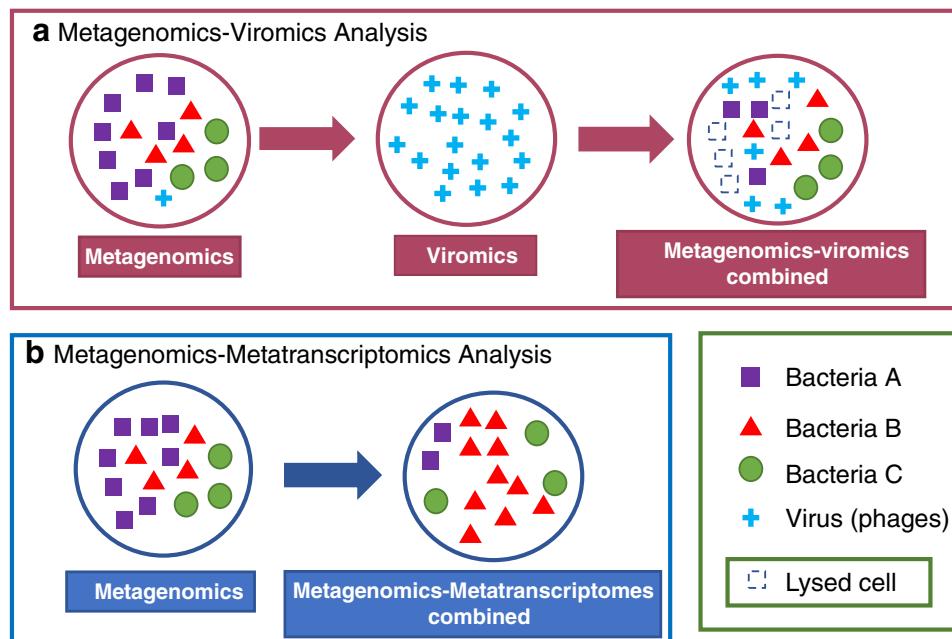 a Metagenomics-Viromics Analysis
Metagenomics
Viromics
Metagenomics-viromics
combined
b Metagenomics-Metatranscriptomics Analysis
Metagenomics
Metagenomics-Metatranscriptomes
combined
Bacteria A
Bacteria B
Bacteria C
Virus (phages)
Lysed cell